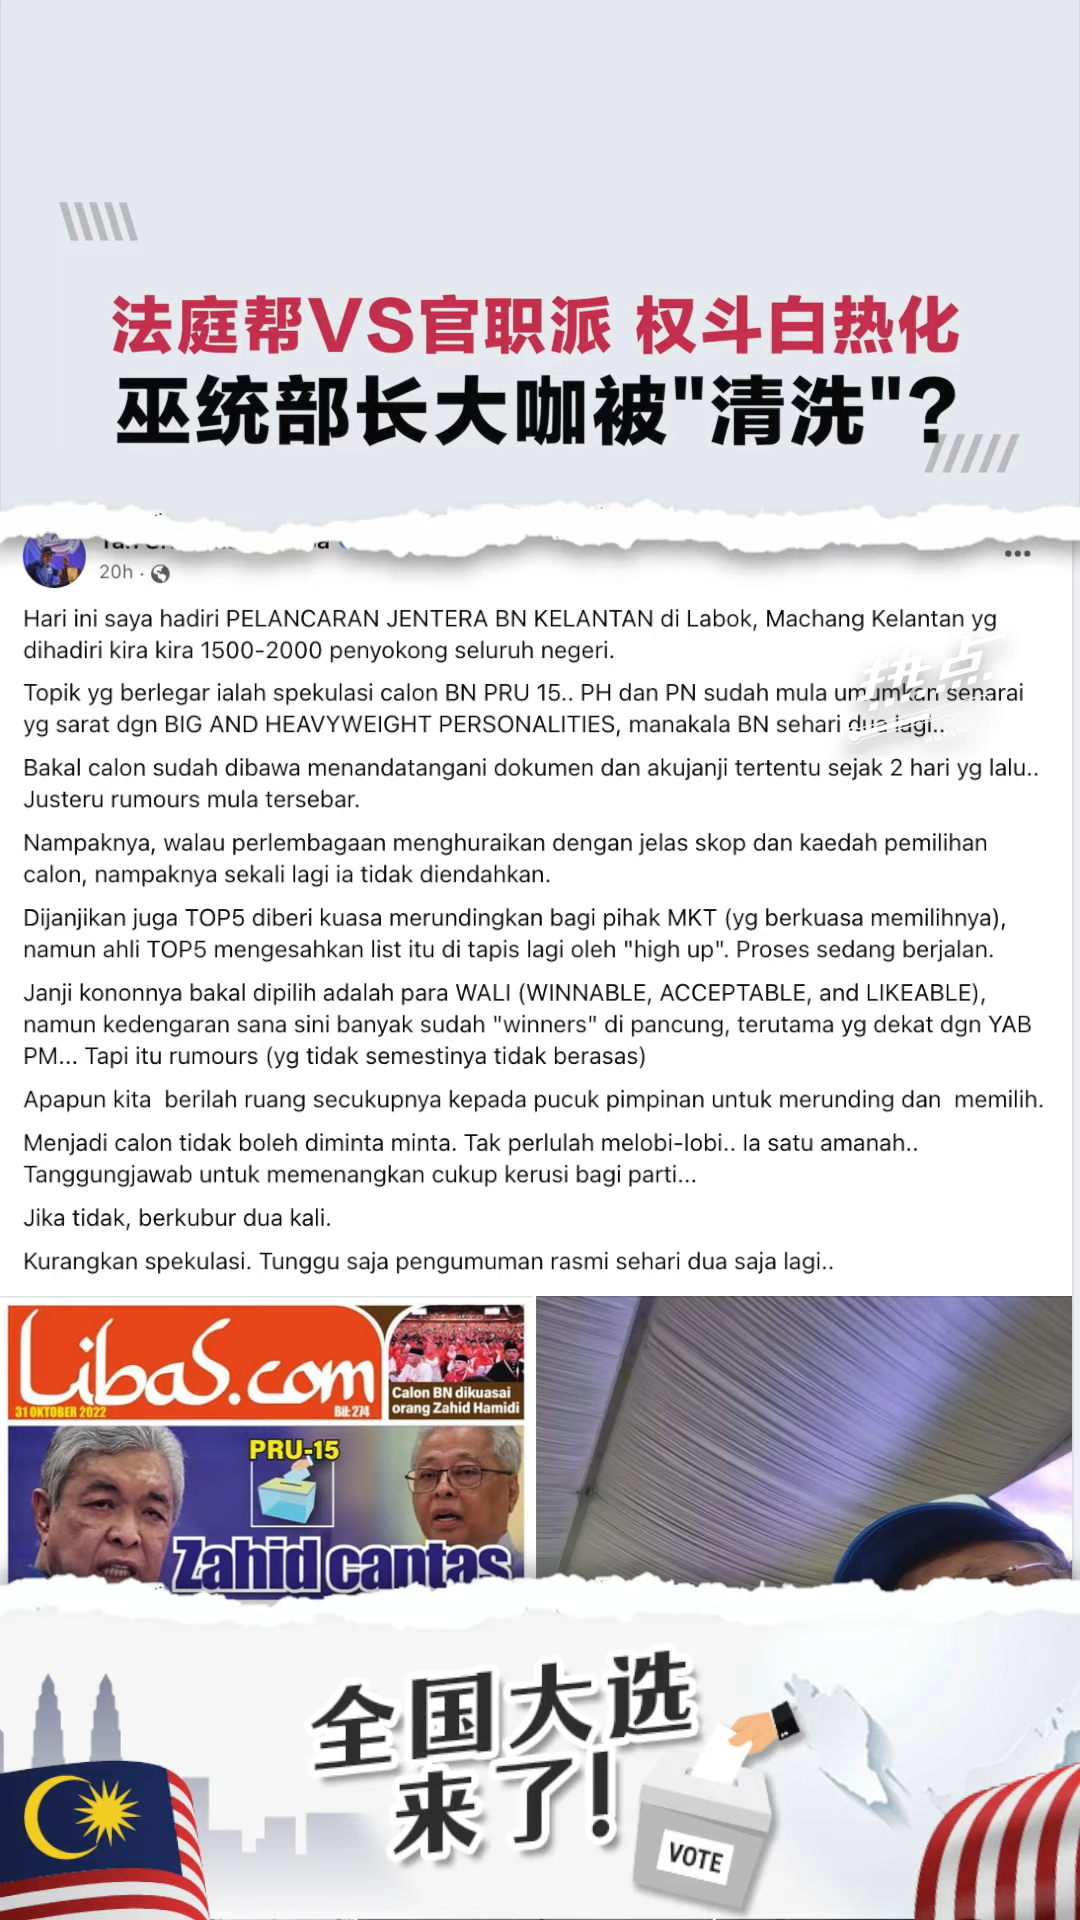 法庭帮VS官职派 权斗白热化
巫统部长大咖被"清洗"?
20h
Hari ini saya hadiri PELANCARAN JENTERA BN KELANTAN di Labok, Machang Kelantan yg
dihadiri kira kira 1500-2000 penyokong seluruh negeri.
热点
Topik yg berlegar ialah spekulasi calon BN PRU 15.. PH dan PN sudah mula umumkan senarai
yg sarat dgn BIG AND HEAVYWEIGHT PERSONALITIES, manakala BN sehari dua lagi..
Bakal calon sudah dibawa menandatangani dokumen dan akujanji tertentu sejak 2 hari yg lalu..
Justeru rumours mula tersebar.
Nampaknya, walau perlembagaan menghuraikan dengan jelas skop dan kaedah pemilihan
calon, nampaknya sekali lagi ia tidak diendahkan.
Dijanjikan juga TOP5 diberi kuasa merundingkan bagi pihak MKT (yg berkuasa memilihnya),
namun ahli TOP5 mengesahkan list itu di tapis lagi oleh "high up". Proses sedang berjalan.
Janji kononnya bakal dipilih adalah para WALI (WINNABLE, ACCEPTABLE, and LIKEABLE),
namun kedengaran sana sini banyak sudah "winners" di pancung, terutama yg dekat dgn YAB
PM... Tapi itu rumours (yg tidak semestinya tidak berasas)
Apapun kita  berilah ruang secukupnya kepada pucuk pimpinan untuk merunding dan  memilih.
Menjadi calon tidak boleh diminta minta. Tak perlulah melobi-lobi.. Ia satu amanah..
Tanggungjawab untuk memenangkan cukup kerusi bagi parti...
Jika tidak, berkubur dua kali.
Kurangkan spekulasi. Tunggu saja pengumuman rasmi sehari dua saja lagi..
Libas.com
31 OKTOBER 2022
Bil: 274
Calon BN dikuasai
orang Zahid Hamidi
PRU-15
Zahid cantas
全国大选
来了!
VOTE